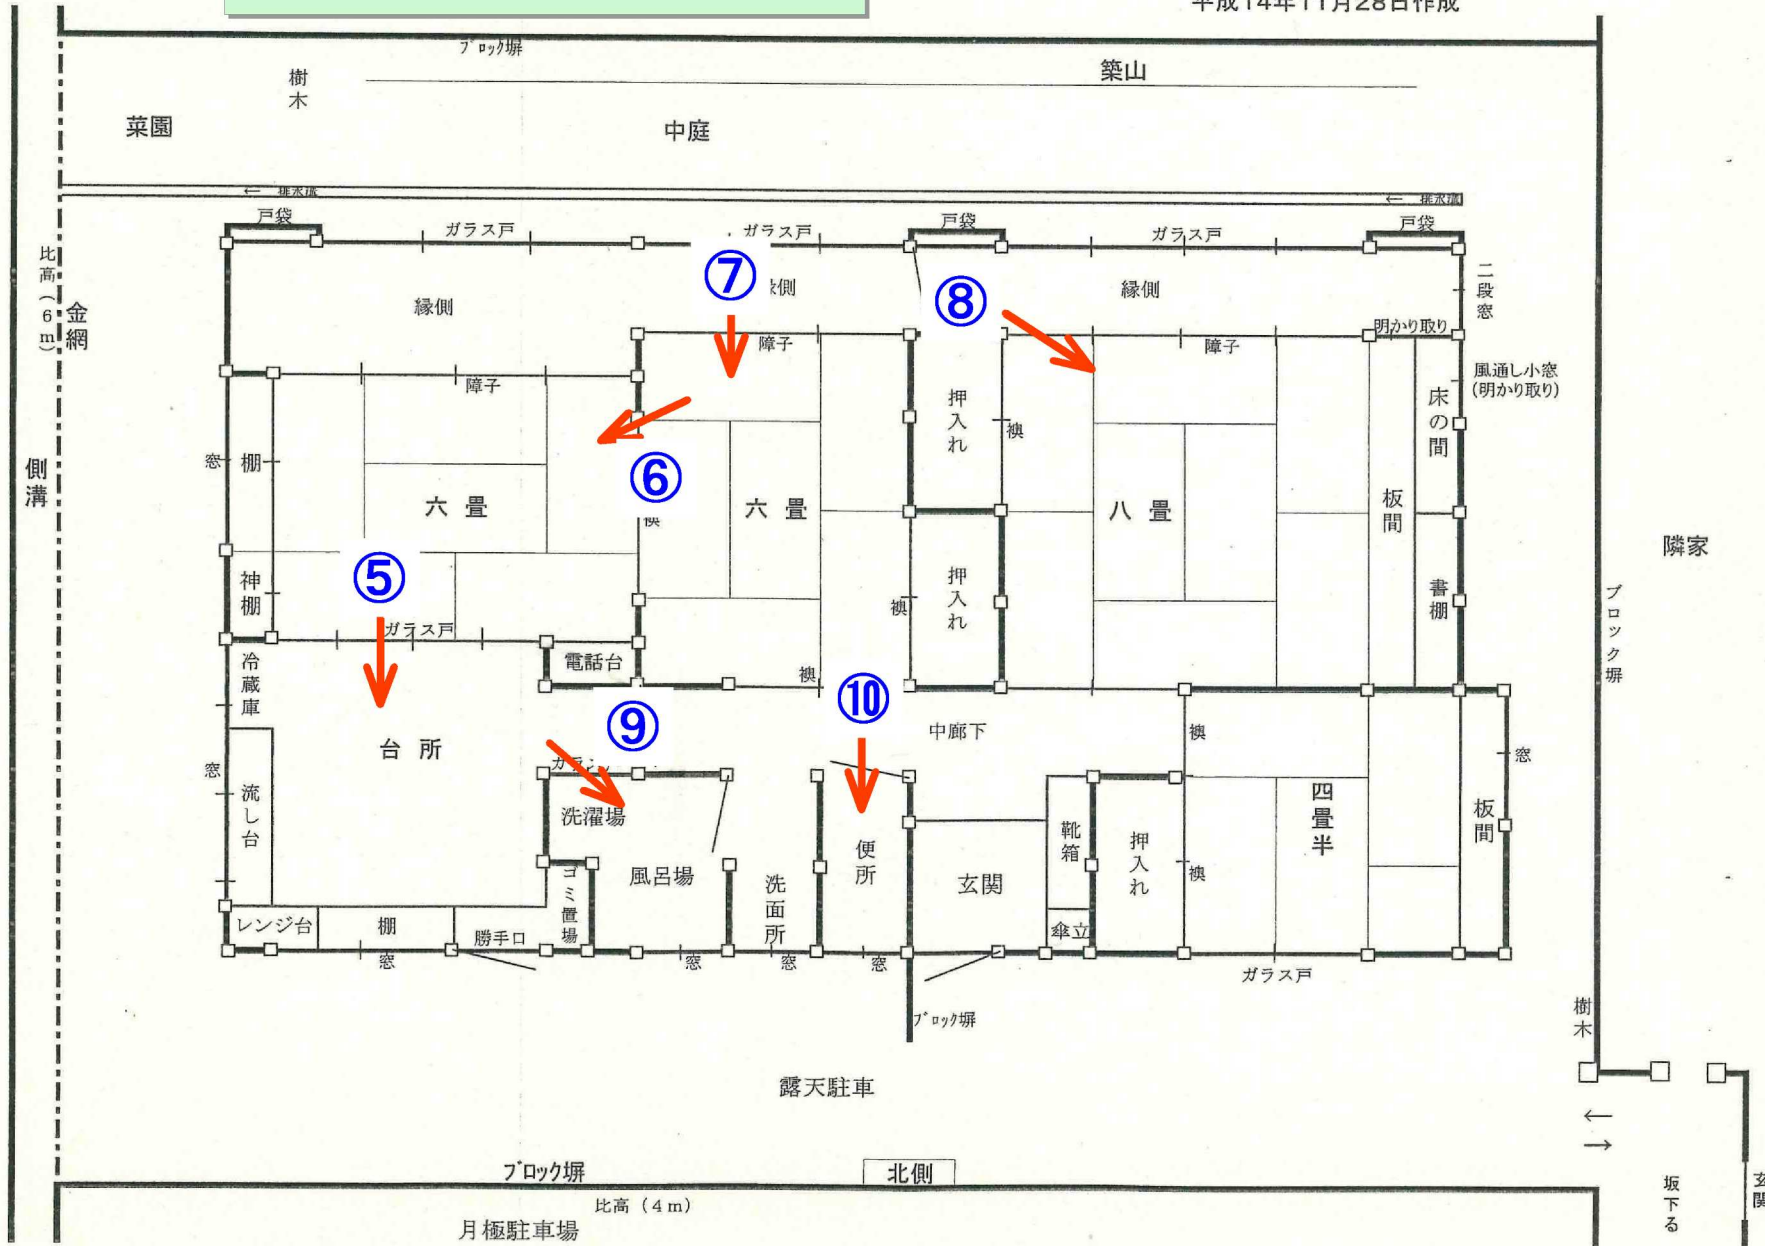 平成14年11月28日作成
ブロック塀
築山
樹木
菜園
中庭
← 排水溝
← 排水溝
戸袋
ガラス戸
ガラス戸
戸袋
ガラス戸
戸袋
比高(6m)
金網
縁側
⑦
縁側
⑧
縁側
二段窓
明かり取り
障子
障子
障子
風通し小窓
(明かり取り)
側溝
窓
棚
押入れ
襖
床の間
⑥
六畳
襖
六畳
八畳
板間
隣家
神棚
⑤
襖
押入れ
書棚
ブロック塀
ガラス戸
冷蔵庫
電話台
襖
⑨
⑩
台所
中廊下
襖
窓
窓
流し台
洗濯場
靴箱
押入れ
四畳半
板間
ゴミ置場
風呂場
洗面所
便所
玄関
襖
レンジ台
棚
勝手口
傘立
窓
窓
窓
窓
ガラス戸
ブロック塀
樹木
露天駐車
←
→
ブロック塀
北側
比高(4m)
月極駐車場
坂下る
玄関